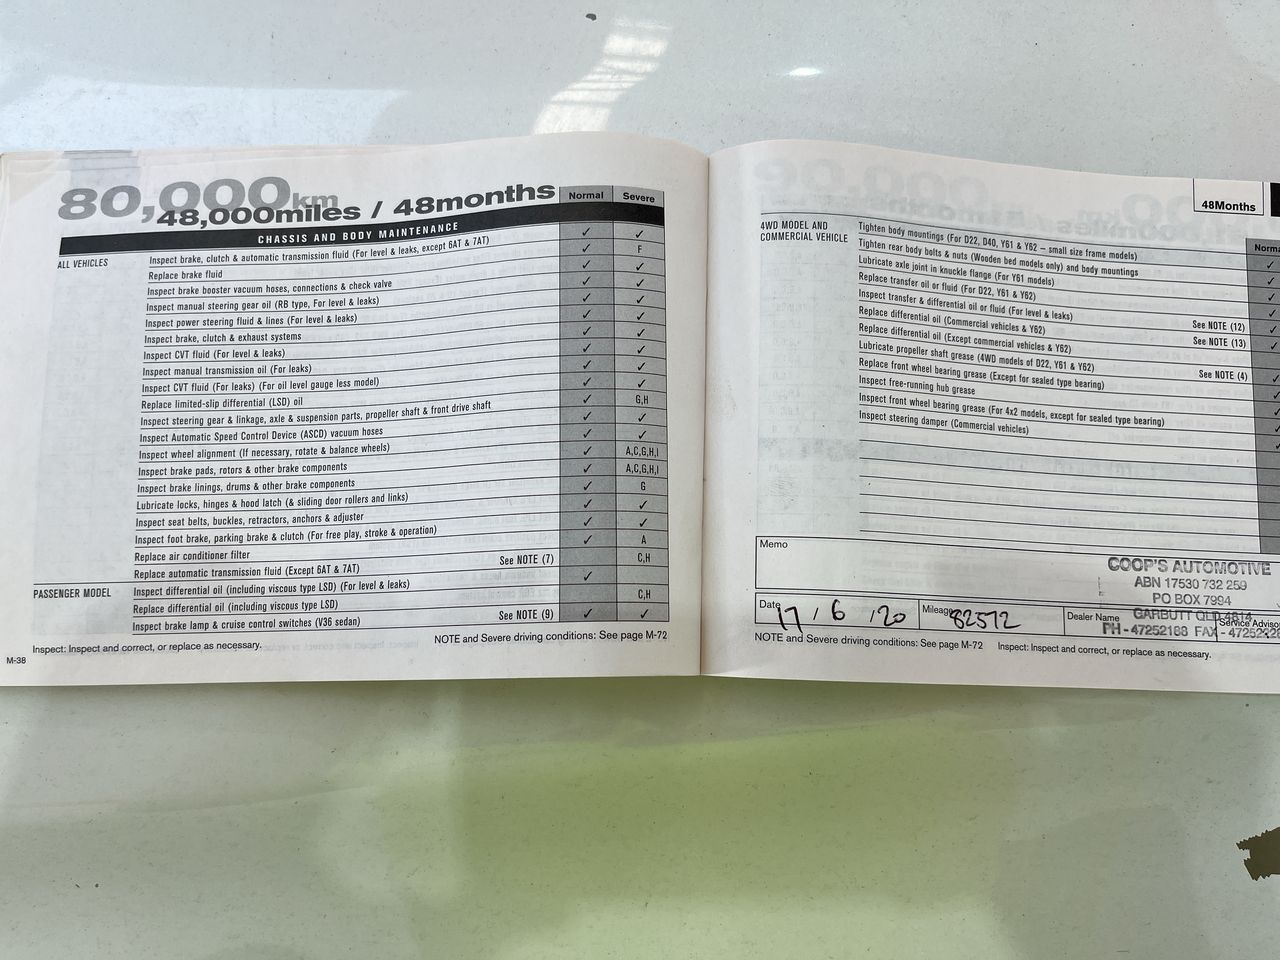 80,000km
48,000miles / 48months
Normal Severe
CHASSIS AND BODY MAINTENANCE
ALL VEHICLES
Inspect brake, clutch & automatic transmission fluid (For level & leaks, except 6AT & 7AT) ✓ ✓
Replace brake fluid ✓ F
Inspect brake booster vacuum hoses, connections & check valve ✓ ✓
Inspect manual steering gear oil (RB type, For level & leaks) ✓ ✓
Inspect power steering fluid & lines (For level & leaks) ✓ ✓
Inspect brake, clutch & exhaust systems ✓ ✓
Inspect CVT fluid (For level & leaks) ✓ ✓
Inspect manual transmission oil (For leaks) ✓ ✓
Inspect CVT fluid (For leaks) (For oil level gauge less model) ✓ ✓
Replace limited-slip differential (LSD) oil ✓ ✓
Inspect steering gear & linkage, axle & suspension parts, propeller shaft & front drive shaft ✓ G,H
Inspect Automatic Speed Control Device (ASCD) vacuum hoses ✓ ✓
Inspect wheel alignment (If necessary, rotate & balance wheels) ✓ ✓
Inspect brake pads, rotors & other brake components ✓ A,C,G,H,I
Inspect brake linings, drums & other brake components ✓ A,C,G,H,I
Lubricate locks, hinges & hood latch (& sliding door rollers and links) ✓ G
Inspect seat belts, buckles, retractors, anchors & adjuster ✓ ✓
Inspect foot brake, parking brake & clutch (For free play, stroke & operation) ✓ ✓
Replace air conditioner filter ✓ A
Replace automatic transmission fluid (Except 6AT & 7AT) See NOTE (7) C,H
PASSENGER MODEL
Inspect differential oil (including viscous type LSD) (For level & leaks) ✓
Replace differential oil (including viscous type LSD) C,H
Inspect brake lamp & cruise control switches (V36 sedan) See NOTE (9) ✓ ✓
Inspect: Inspect and correct, or replace as necessary.
NOTE and Severe driving conditions: See page M-72
M-38
48Months
4WD MODEL AND
COMMERCIAL VEHICLE
Tighten body mountings (For D22, D40, Y61 & Y62 – small size frame models)
Tighten rear body bolts & nuts (Wooden bed models only) and body mountings
Lubricate axle joint in knuckle flange (For Y61 models)
Replace transfer oil or fluid (For D22, Y61 & Y62)
Inspect transfer & differential oil or fluid (For level & leaks)
Replace differential oil (Commercial vehicles & Y62) See NOTE (12)
Replace differential oil (Except commercial vehicles & Y62) See NOTE (13)
Lubricate propeller shaft grease (4WD models of D22, Y61 & Y62)
Replace front wheel bearing grease (Except for sealed type bearing) See NOTE (4)
Inspect free-running hub grease
Inspect front wheel bearing grease (For 4x2 models, except for sealed type bearing)
Inspect steering damper (Commercial vehicles)
Memo
COOP'S AUTOMOTIVE
ABN 17530 732 259
PO BOX 7994
GARBUTT QLD 4814
PH - 47252188 FAX -
Date 17/6/20
Mileage 82572
Dealer Name
Service Advisor
NOTE and Severe driving conditions: See page M-72
Inspect: Inspect and correct, or replace as necessary.